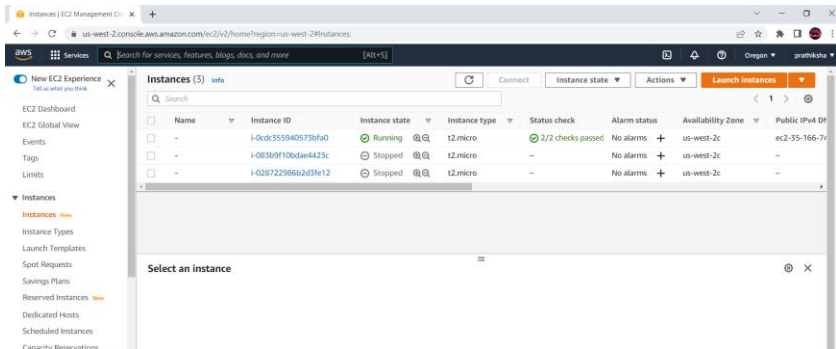 Instances | EC2 Management Con
us-west-2.console.aws.amazon.com/ec2/v2/home?region=us-west-2#Instances:
aws Services Search for services, features, blogs, docs, and more [Alt+S] Oregon prathiksha
New EC2 Experience
Tell us what you think
EC2 Dashboard
EC2 Global View
Events
Tags
Limits
Instances
Instances New
Instance Types
Launch Templates
Spot Requests
Savings Plans
Reserved Instances New
Dedicated Hosts
Scheduled Instances
Capacity Reservations
Instances (3) Info Connect Instance state Actions Launch instances
Search 1
Name Instance ID Instance state Instance type Status check Alarm status Availability Zone Public IPv4 DN
– i-0cdc355940573bfa0 Running t2.micro 2/2 checks passed No alarms + us-west-2c ec2-35-166-74
– i-083b9f10bdae4423c Stopped t2.micro – No alarms + us-west-2c –
– i-028722986b2d3fe12 Stopped t2.micro – No alarms + us-west-2c –
Select an instance